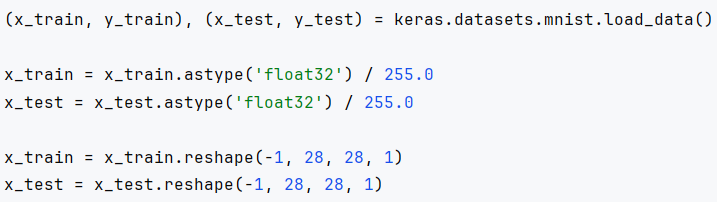 (x_train, y_train), (x_test, y_test) = keras.datasets.mnist.load_data()
x_train = x_train.astype('float32') / 255.0
x_test = x_test.astype('float32') / 255.0
x_train = x_train.reshape(-1, 28, 28, 1)
x_test = x_test.reshape(-1, 28, 28, 1)